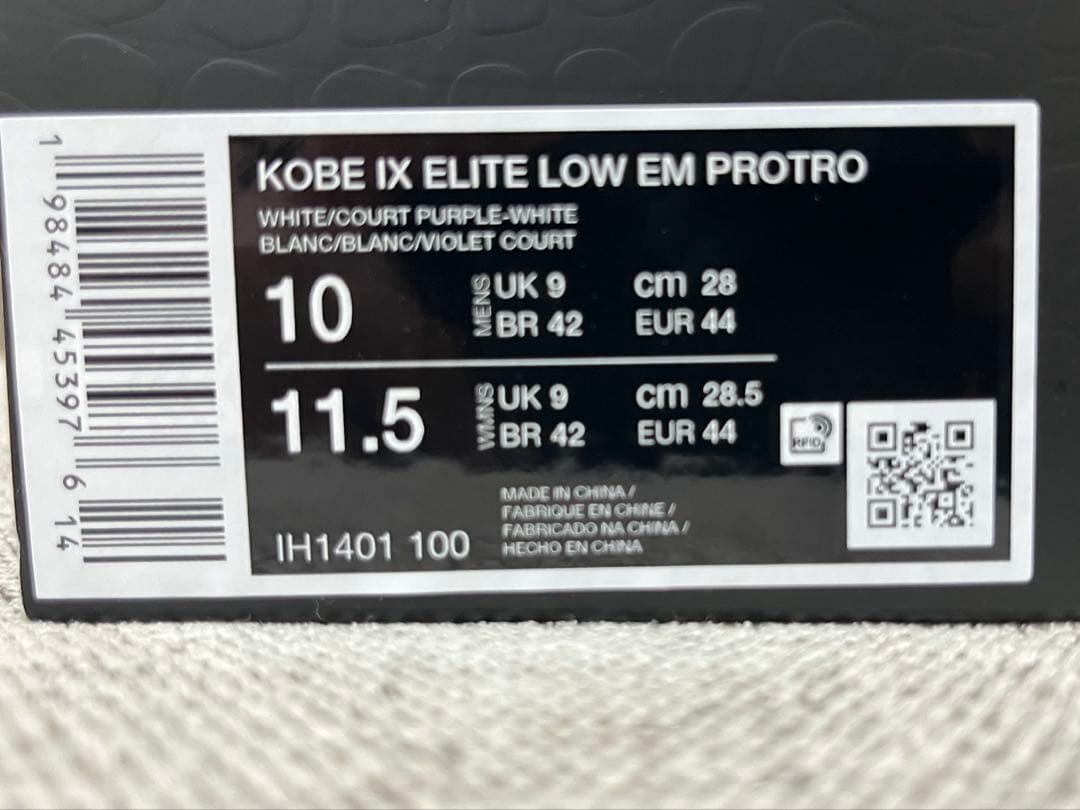 1 98484 45397 6 14
KOBE IX ELITE LOW EM PROTRO
WHITE/COURT PURPLE-WHITE
BLANC/BLANC/VIOLET COURT
10 MENS UK 9 cm 28
BR 42 EUR 44
11.5 WMNS UK 9 cm 28.5
BR 42 EUR 44
RFID
MADE IN CHINA /
FABRIQUE EN CHINE /
FABRICADO NA CHINA /
HECHO EN CHINA
IH1401 100